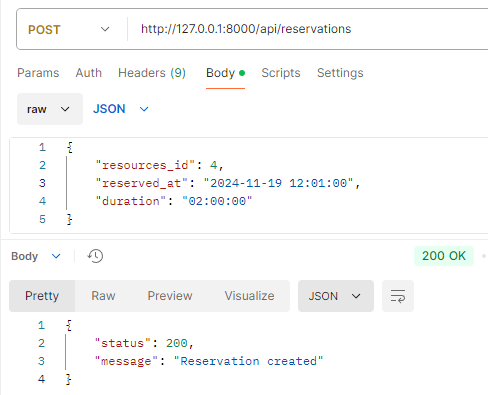 POST http://127.0.0.1:8000/api/reservations
Params Auth Headers (9) Body Scripts Settings
raw JSON
1 {
2 "resources_id": 4,
3 "reserved_at": "2024-11-19 12:01:00",
4 "duration": "02:00:00"
5 }
Body 200 OK
Pretty Raw Preview Visualize JSON
1 {
2 "status": 200,
3 "message": "Reservation created"
4 }